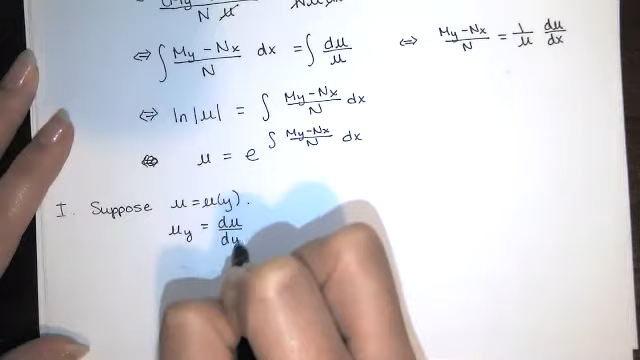 N μ
⇔ ∫ My – Nx / N dx = ∫ dμ / μ ⇔ My – Nx / N = 1/μ dμ/dx
⇔ ln |μ| = ∫ My – Nx / N dx
⇔ μ = e ∫ My – Nx / N dx
I. Suppose μ = μ(y).
μy = dμ / dy